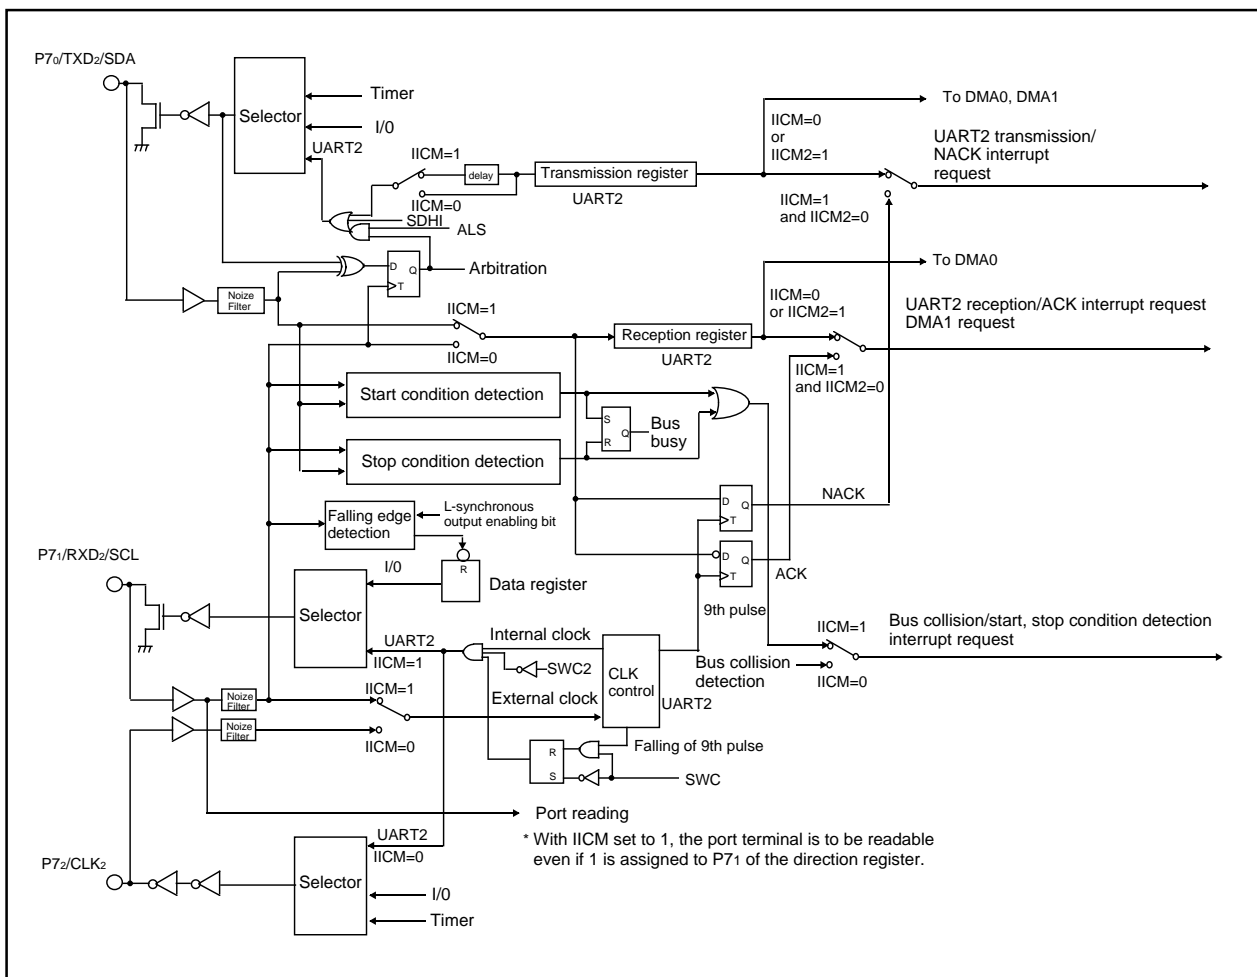 P70/TXD2/SDA
Selector
Timer
I/0
UART2
IICM=1
delay
IICM=0
SDHI
ALS
Transmission register
UART2
To DMA0, DMA1
IICM=0
or
IICM2=1
UART2 transmission/
NACK interrupt
request
IICM=1
and IICM2=0
D
Q
T
Arbitration
Noize
Filter
IICM=1
IICM=0
Reception register
UART2
To DMA0
IICM=0
or IICM2=1
UART2 reception/ACK interrupt request
DMA1 request
IICM=1
and IICM2=0
Start condition detection
S
R
Q
Bus
busy
Stop condition detection
Falling edge
detection
L-synchronous
output enabling bit
D
Q
T
NACK
D
Q
T
ACK
9th pulse
P71/RXD2/SCL
Selector
I/0
R
Data register
UART2
IICM=1
Internal clock
SWC2
External clock
CLK
control
UART2
Bus collision
detection
IICM=1
IICM=0
Bus collision/start, stop condition detection
interrupt request
Noize
Filter
IICM=1
Noize
Filter
IICM=0
R
S
Falling of 9th pulse
SWC
Port reading
* With IICM set to 1, the port terminal is to be readable
even if 1 is assigned to P71 of the direction register.
P72/CLK2
Selector
UART2
IICM=0
I/0
Timer